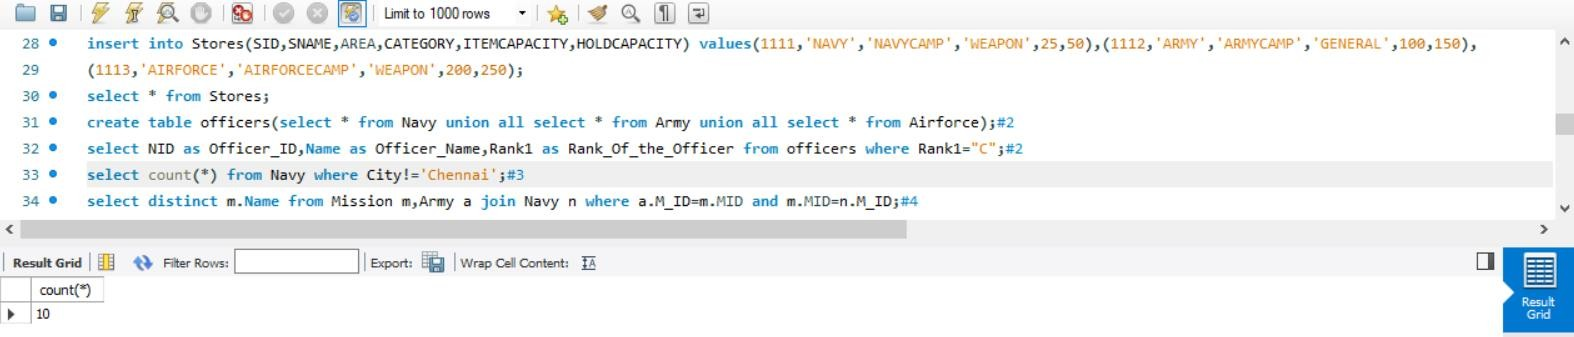 Limit to 1000 rows
28 insert into Stores(SID,SNAME,AREA,CATEGORY,ITEMCAPACITY,HOLDCAPACITY) values(1111,'NAVY','NAVYCAMP','WEAPON',25,50),(1112,'ARMY','ARMYCAMP','GENERAL',100,150),
29 (1113,'AIRFORCE','AIRFORCECAMP','WEAPON',200,250);
30 select * from Stores;
31 create table officers(select * from Navy union all select * from Army union all select * from Airforce);#2
32 select NID as Officer_ID,Name as Officer_Name,Rank1 as Rank_Of_the_Officer from officers where Rank1="C";#2
33 select count(*) from Navy where City!='Chennai';#3
34 select distinct m.Name from Mission m,Army a join Navy n where a.M_ID=m.MID and m.MID=n.M_ID;#4
Result Grid Filter Rows: Export: Wrap Cell Content: IA
count(*)
10
Result
Grid